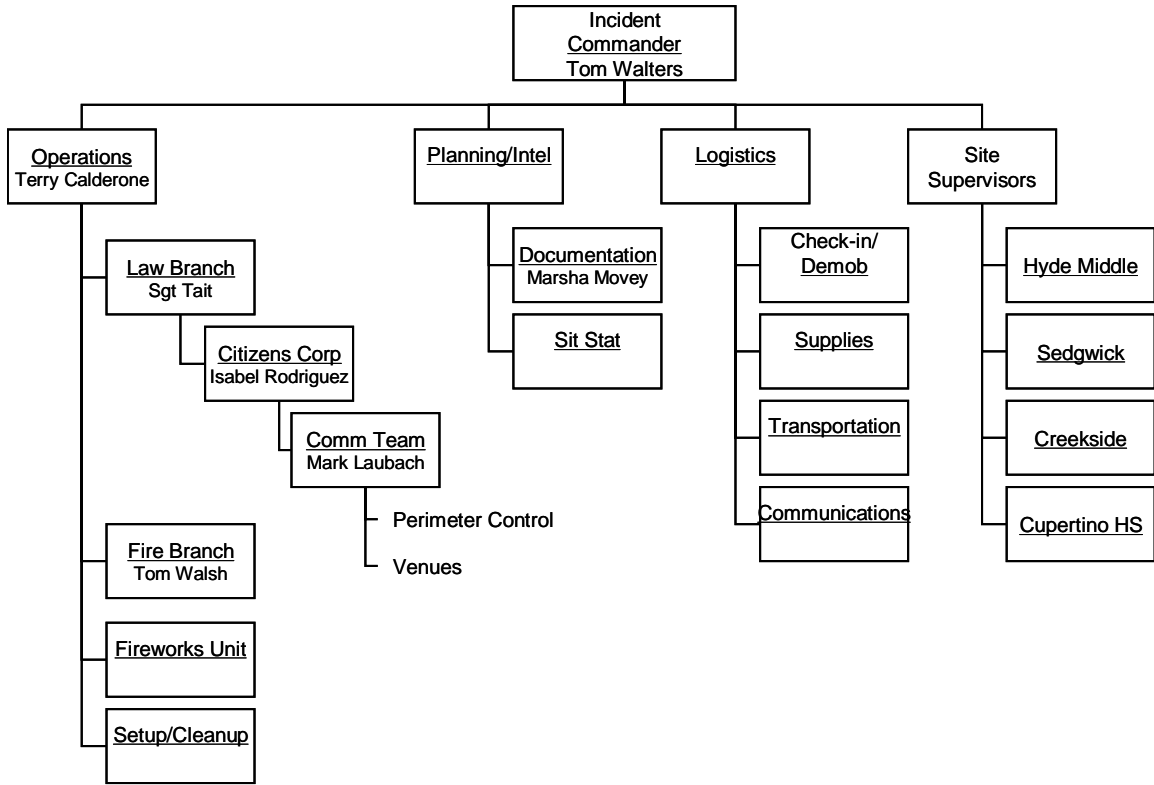 Incident
Commander
Tom Walters
Operations
Terry Calderone
Planning/Intel
Logistics
Site
Supervisors
Law Branch
Sgt Tait
Citizens Corp
Isabel Rodriguez
Comm Team
Mark Laubach
Perimeter Control
Venues
Fire Branch
Tom Walsh
Fireworks Unit
Setup/Cleanup
Documentation
Marsha Movey
Sit Stat
Check-in/
Demob
Supplies
Transportation
Communications
Hyde Middle
Sedgwick
Creekside
Cupertino HS